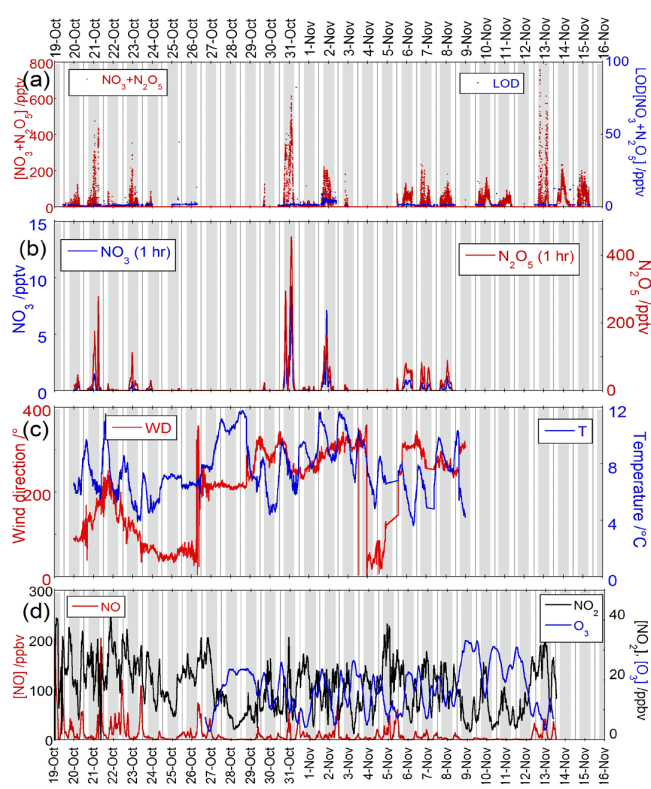 19-Oct 20-Oct 21-Oct 22-Oct 23-Oct 24-Oct 25-Oct 26-Oct 27-Oct 28-Oct 29-Oct 30-Oct 31-Oct 1-Nov 2-Nov 3-Nov 4-Nov 5-Nov 6-Nov 7-Nov 8-Nov 9-Nov 10-Nov 11-Nov 12-Nov 13-Nov 14-Nov 15-Nov 16-Nov
(a)
NO₃+N₂O₅
LOD
[NO₃+N₂O₅] /pptv
800
600
400
200
0
LOD[NO₃+N₂O₅] /pptv
100
50
0
(b)
NO₃ (1 hr)
N₂O₅ (1 hr)
NO₃ /pptv
15
10
5
0
N₂O₅ /pptv
400
200
0
(c)
WD
T
Wind direction /°
400
200
0
Temperature /°C
12
8
4
0
(d)
NO
NO₂
O₃
[NO] /ppbv
300
200
100
0
[NO₂], [O₃] /ppbv
40
20
0
19-Oct 20-Oct 21-Oct 22-Oct 23-Oct 24-Oct 25-Oct 26-Oct 27-Oct 28-Oct 29-Oct 30-Oct 31-Oct 1-Nov 2-Nov 3-Nov 4-Nov 5-Nov 6-Nov 7-Nov 8-Nov 9-Nov 10-Nov 11-Nov 12-Nov 13-Nov 14-Nov 15-Nov 16-Nov